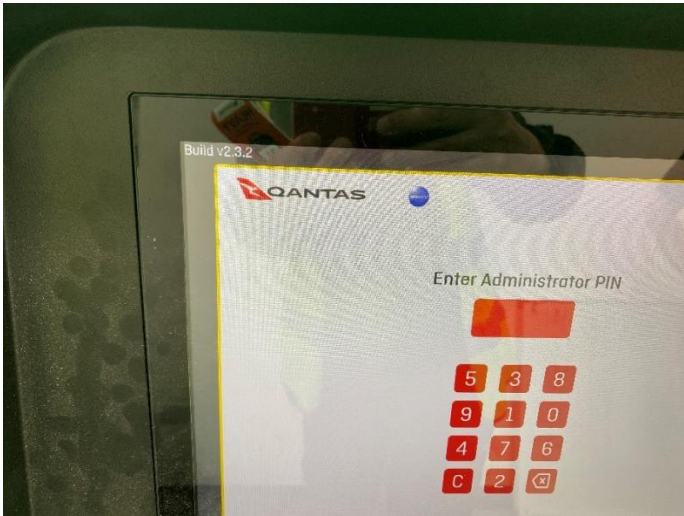 Build v2.3.2
QANTAS
Enter Administrator PIN
5 3 8
9 1 0
4 7 6
C 2